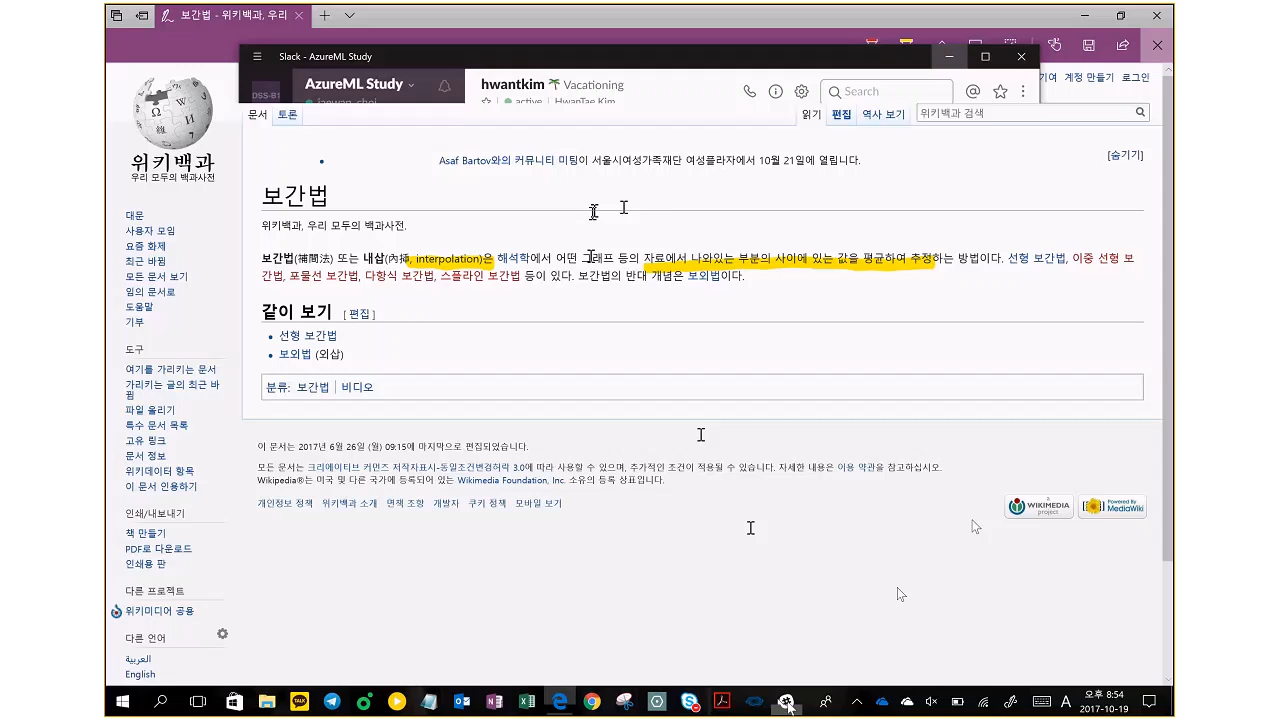 보간법 - 위키백과, 우리
Slack - AzureML Study
DSS-B1
AzureML Study
hwantkim
Vacationing
active
HwanTae Kim
Search
기여 계정 만들기 로그인
문서 토론
읽기 편집 역사 보기 위키백과 검색
위키백과
우리 모두의 백과사전
Asaf Bartov와의 커뮤니티 미팅이 서울시여성가족재단 여성플라자에서 10월 21일에 열립니다.
[숨기기]
보간법
위키백과, 우리 모두의 백과사전.
보간법(補間法) 또는 내삽(內揷, interpolation)은 해석학에서 어떤 그래프 등의 자료에서 나와있는 부분의 사이에 있는 값을 평균하여 추정하는 방법이다. 선형 보간법, 이중 선형 보
간법, 포물선 보간법, 다항식 보간법, 스플라인 보간법 등이 있다. 보간법의 반대 개념은 보외법이다.
같이 보기 [편집]
선형 보간법
보외법 (외삽)
분류: 보간법 | 비디오
이 문서는 2017년 6월 26일 (월) 09:15에 마지막으로 편집되었습니다.
모든 문서는 크리에이티브 커먼즈 저작자표시-동일조건변경허락 3.0에 따라 사용할 수 있으며, 추가적인 조건이 적용될 수 있습니다. 자세한 내용은 이용 약관을 참고하십시오.
Wikipedia®는 미국 및 다른 국가에 등록되어 있는 Wikimedia Foundation, Inc. 소유의 등록 상표입니다.
개인정보 정책 위키백과 소개 면책 조항 개발자 쿠키 정책 모바일 보기
A WIKIMEDIA project
Powered By MediaWiki
대문
사용자 모임
요즘 화제
최근 바뀜
모든 문서 보기
임의 문서로
도움말
기부
도구
여기를 가리키는 문서
가리키는 글의 최근 바
뀜
파일 올리기
특수 문서 목록
고유 링크
문서 정보
위키데이터 항목
이 문서 인용하기
인쇄/내보내기
책 만들기
PDF로 다운로드
인쇄용 판
다른 프로젝트
위키미디어 공용
다른 언어
العربية
English
TALK
A
오후 8:54
2017-10-19